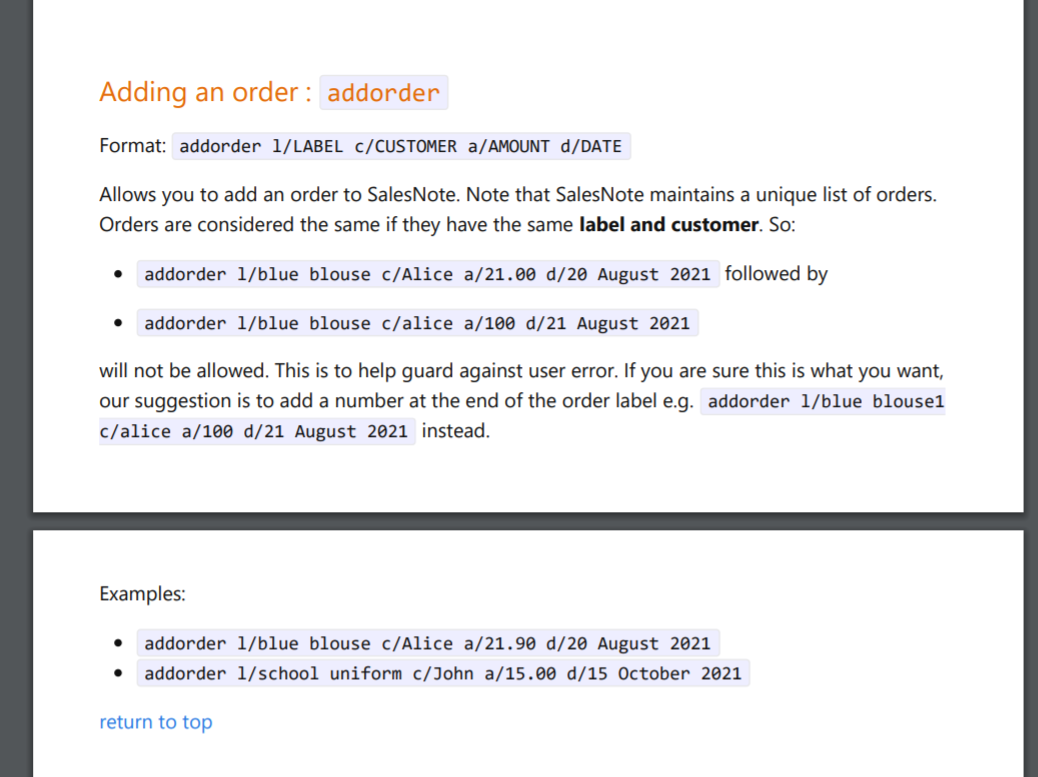 Adding an order : addorder
Format: addorder l/LABEL c/CUSTOMER a/AMOUNT d/DATE
Allows you to add an order to SalesNote. Note that SalesNote maintains a unique list of orders.
Orders are considered the same if they have the same label and customer. So:
• addorder l/blue blouse c/Alice a/21.00 d/20 August 2021 followed by
• addorder l/blue blouse c/alice a/100 d/21 August 2021
will not be allowed. This is to help guard against user error. If you are sure this is what you want,
our suggestion is to add a number at the end of the order label e.g. addorder l/blue blouse1
c/alice a/100 d/21 August 2021 instead.
Examples:
• addorder l/blue blouse c/Alice a/21.90 d/20 August 2021
• addorder l/school uniform c/John a/15.00 d/15 October 2021
return to top